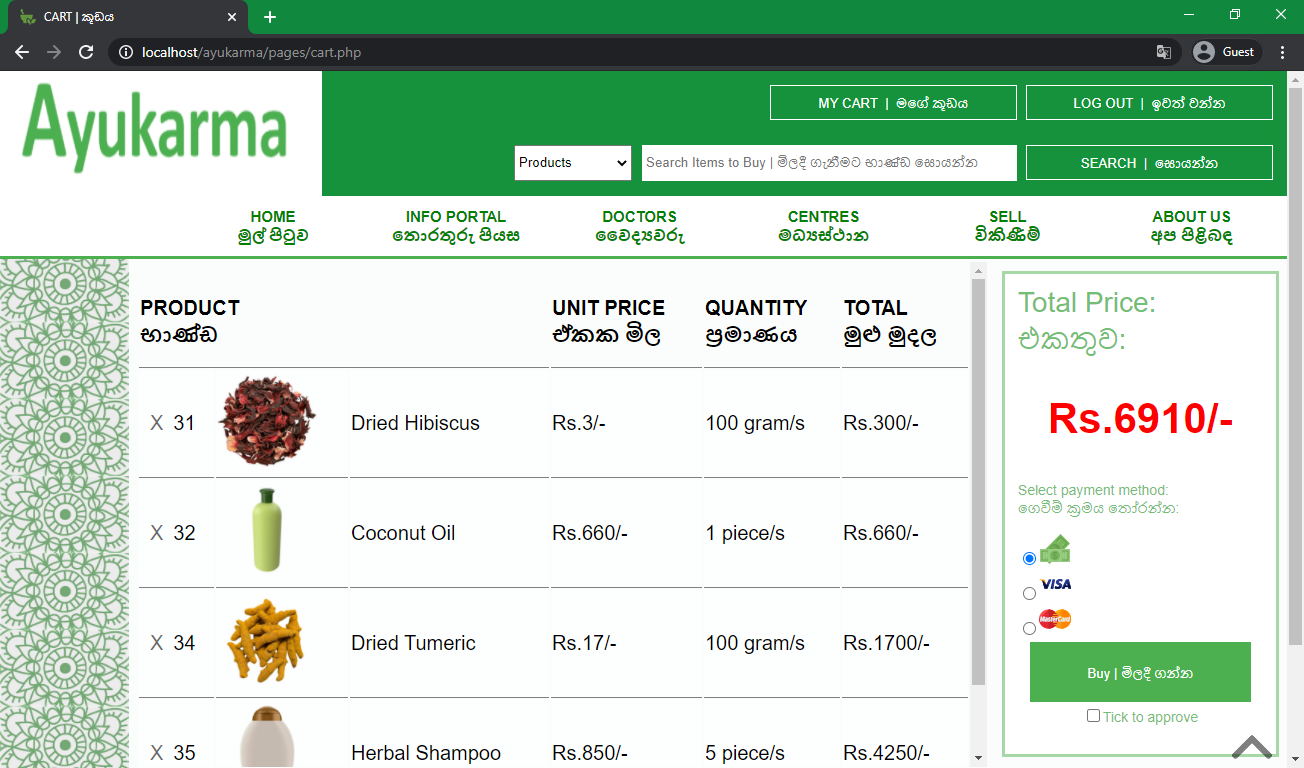 CART | කූඩය
localhost/ayukarma/pages/cart.php
Guest
Ayukarma
MY CART | මගේ කූඩය
LOG OUT | ඉවත් වන්න
Products
Search Items to Buy | මිලදී ගැනීමට භාණ්ඩ සොයන්න
SEARCH | සොයන්න
HOME
මුල් පිටුව
INFO PORTAL
තොරතුරු පියස
DOCTORS
වෛද්‍යවරු
CENTRES
මධ්‍යස්ථාන
SELL
විකිණීම්
ABOUT US
අප පිළිබඳ
PRODUCT
භාණ්ඩ
UNIT PRICE
ඒකක මිල
QUANTITY
ප්‍රමාණය
TOTAL
මුළු මුදල
X 31 Dried Hibiscus Rs.3/- 100 gram/s Rs.300/-
X 32 Coconut Oil Rs.660/- 1 piece/s Rs.660/-
X 34 Dried Tumeric Rs.17/- 100 gram/s Rs.1700/-
X 35 Herbal Shampoo Rs.850/- 5 piece/s Rs.4250/-
Total Price:
එකතුව:
Rs.6910/-
Select payment method:
ගෙවීම් ක්‍රමය තෝරන්න:
VISA
MasterCard
Buy | මිලදී ගන්න
Tick to approve